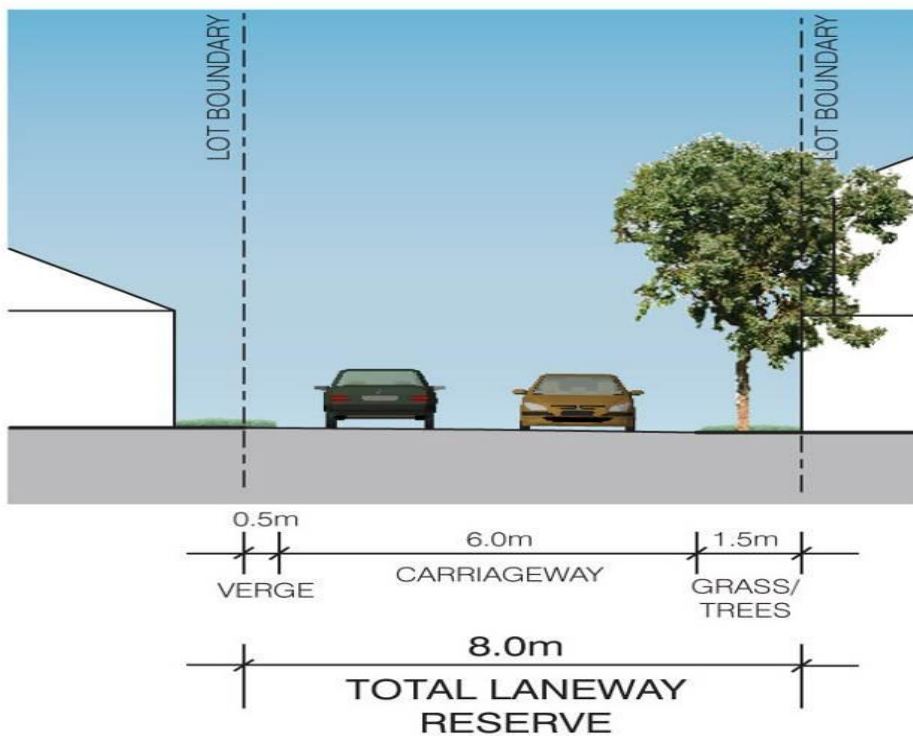 LOT BOUNDARY
LOT BOUNDARY
0.5m
6.0m
1.5m
VERGE
CARRIAGEWAY
GRASS/
TREES
8.0m
TOTAL LANEWAY
RESERVE